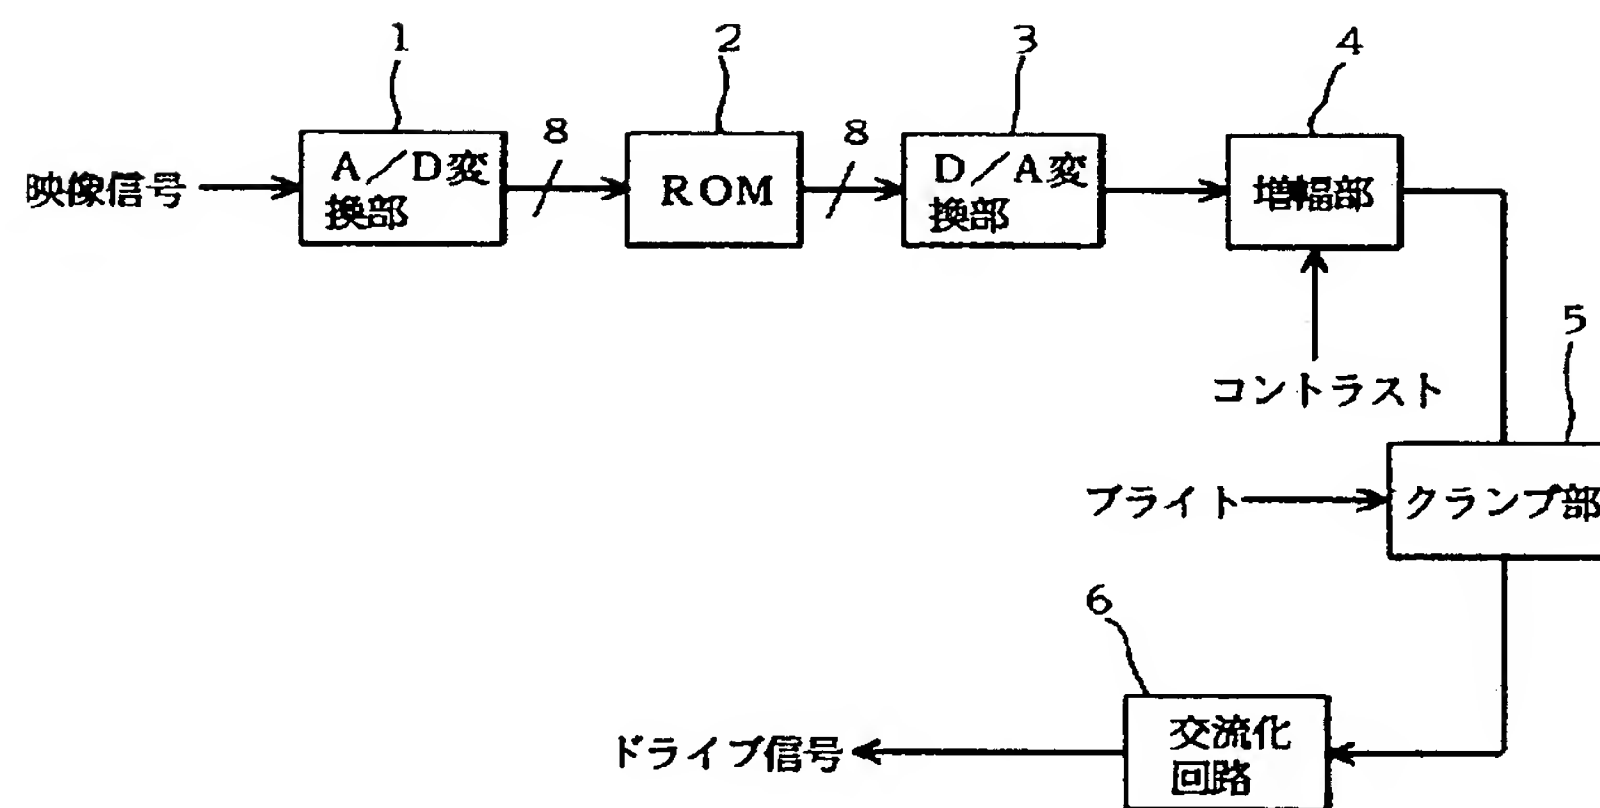 1
2
3
4
8
8
映像信号
A/D変
換部
ROM
D/A変
換部
増幅部
コントラスト
5
ブライト
クランプ部
6
交流化
回路
ドライブ信号